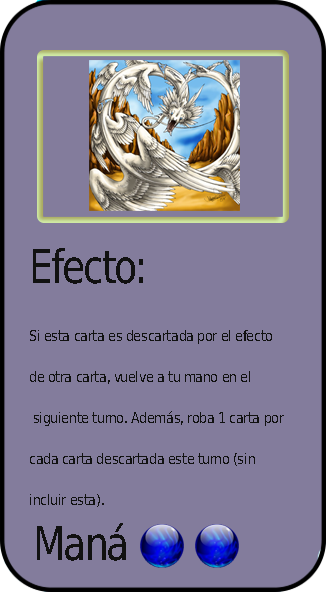 Efecto:
Si esta carta es descartada por el efecto
de otra carta, vuelve a tu mano en el
siguiente turno. Además, roba 1 carta por
cada carta descartada este turno (sin
incluir esta).
Maná